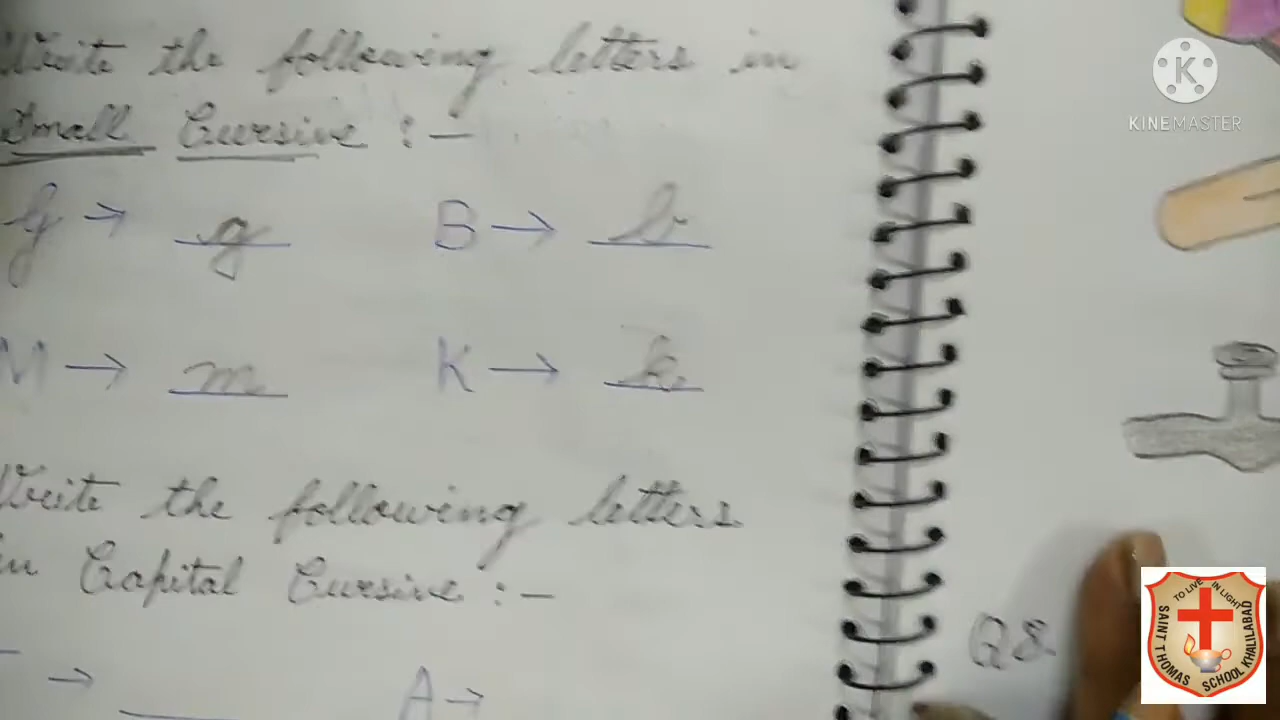 Write the following letters in
Small Cursive :-
G → g B → b
M → m K → k
Write the following letters
in Capital Cursive :-
→ A →
Q8
KINEMASTER
TO LIVE IN LIGHT
SAINT THOMAS SCHOOL KHALILABAD